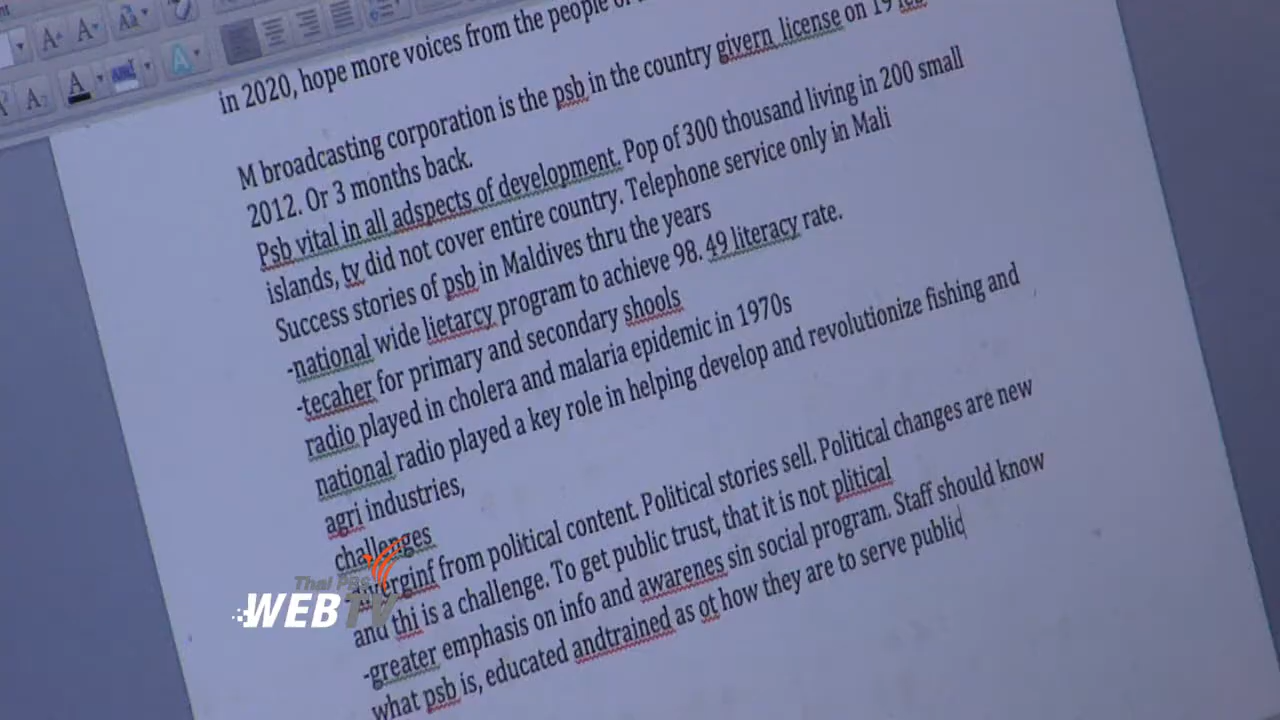 in 2020, hope more voices from the people of
M broadcasting corporation is the psb in the country givern license on 19 feb
2012. Or 3 months back.
Psb vital in all adspects of development. Pop of 300 thousand living in 200 small
islands, tv did not cover entire country. Telephone service only in Mali
Success stories of psb in Maldives thru the years
-national wide lietarcy program to achieve 98. 49 literacy rate.
-tecaher for primary and secondary shools
radio played in cholera and malaria epidemic in 1970s
national radio played a key role in helping develop and revolutionize fishing and
agri industries,
challenges
from political content. Political stories sell. Political changes are new
and thi is a challenge. To get public trust, that it is not plitical
-greater emphasis on info and awarenes sin social program. Staff should know
what psb is, educated andtrained as ot how they are to serve public
Thai PBS
WEBTV